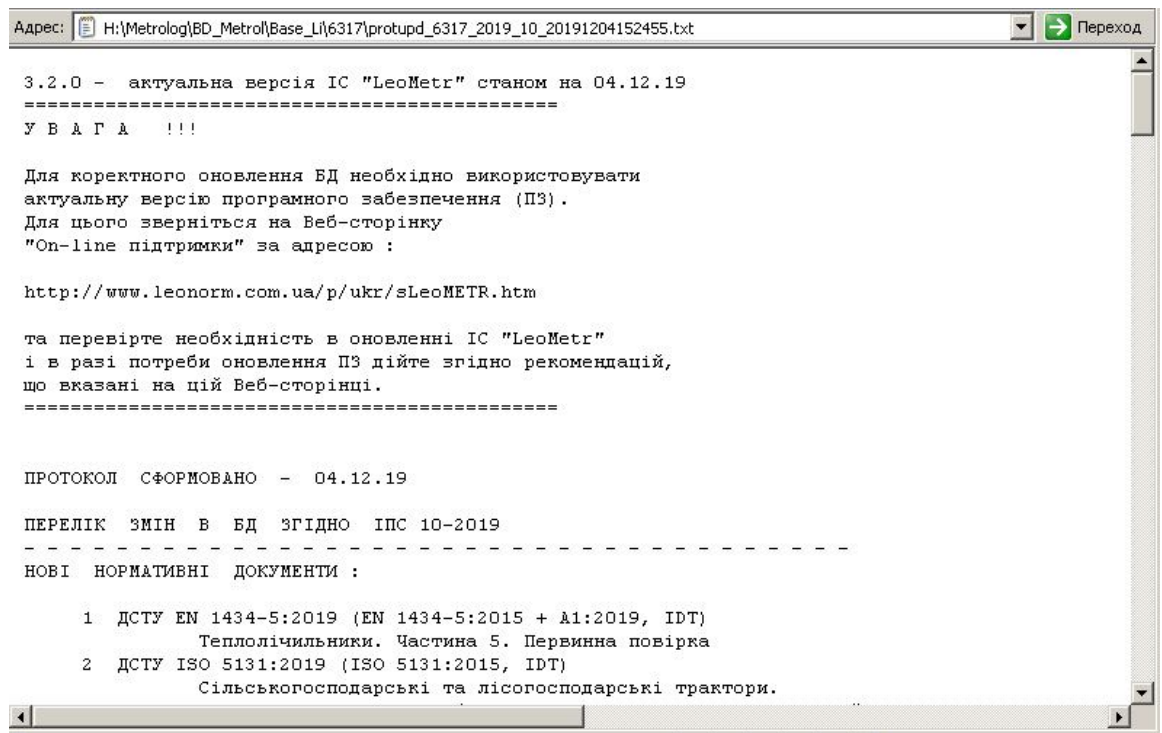 Адрес: H:\Metrolog\BD_Metrol\Base_Li\6317\protupd_6317_2019_10_20191204152455.txt Переход
3.2.0 - актуальна версія ІС "LeoMetr" станом на 04.12.19
==============================================
У В А Г А !!!
Для коректного оновлення БД необхідно використовувати
актуальну версію програмного забезпечення (ПЗ).
Для цього зверніться на Веб-сторінку
"On-line підтримки" за адресою :
http://www.leonorm.com.ua/p/ukr/sLeoMETR.htm
та перевірте необхідність в оновленні ІС "LeoMetr"
і в разі потреби оновлення ПЗ дійте згідно рекомендацій,
що вказані на цій Веб-сторінці.
==============================================
ПРОТОКОЛ СФОРМОВАНО - 04.12.19
ПЕРЕЛІК ЗМІН В БД ЗГІДНО ІПС 10-2019
- - - - - - - - - - - - - - - - - - - - - - - - - - - - - - - - - - - -
НОВІ НОРМАТИВНІ ДОКУМЕНТИ :
1 ДСТУ EN 1434-5:2019 (EN 1434-5:2015 + A1:2019, IDT)
Теплолічильники. Частина 5. Первинна повірка
2 ДСТУ ISO 5131:2019 (ISO 5131:2015, IDT)
Сільськогосподарські та лісогосподарські трактори.